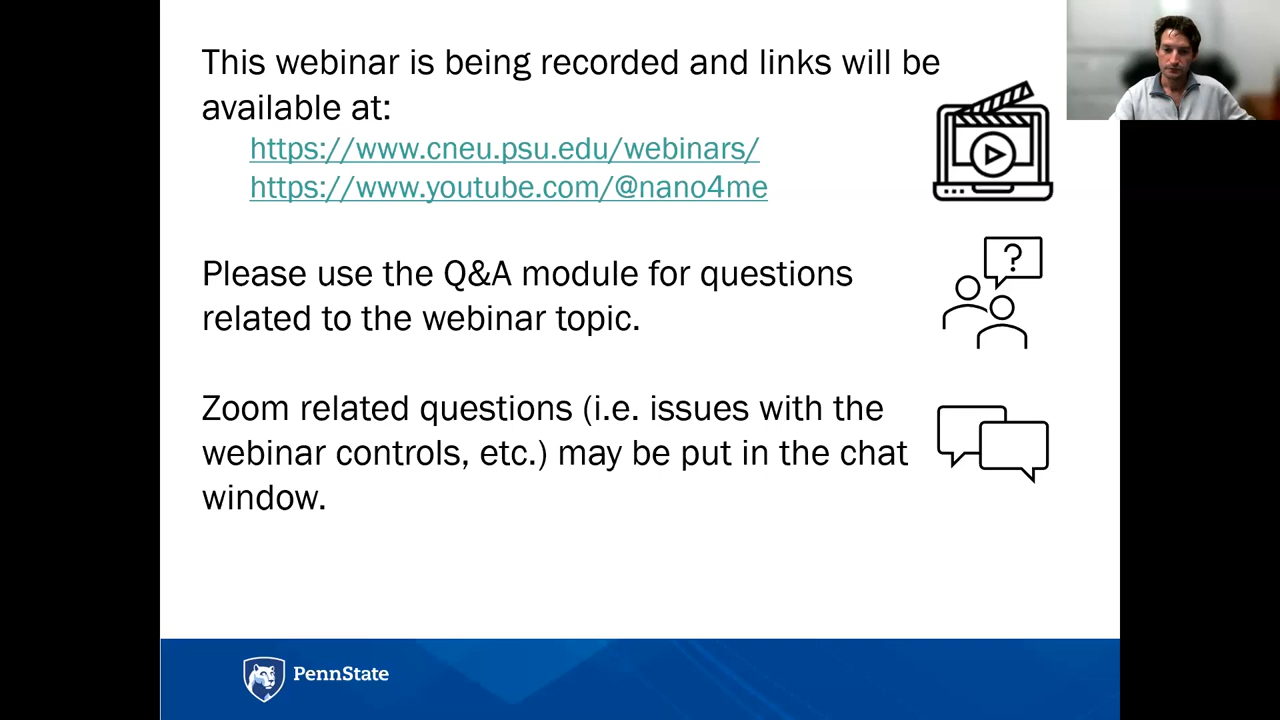 This webinar is being recorded and links will be
available at:
https://www.cneu.psu.edu/webinars/
https://www.youtube.com/@nano4me
?
Please use the Q&A module for questions
related to the webinar topic.
Zoom related questions (i.e. issues with the
webinar controls, etc.) may be put in the chat
window.
PennState